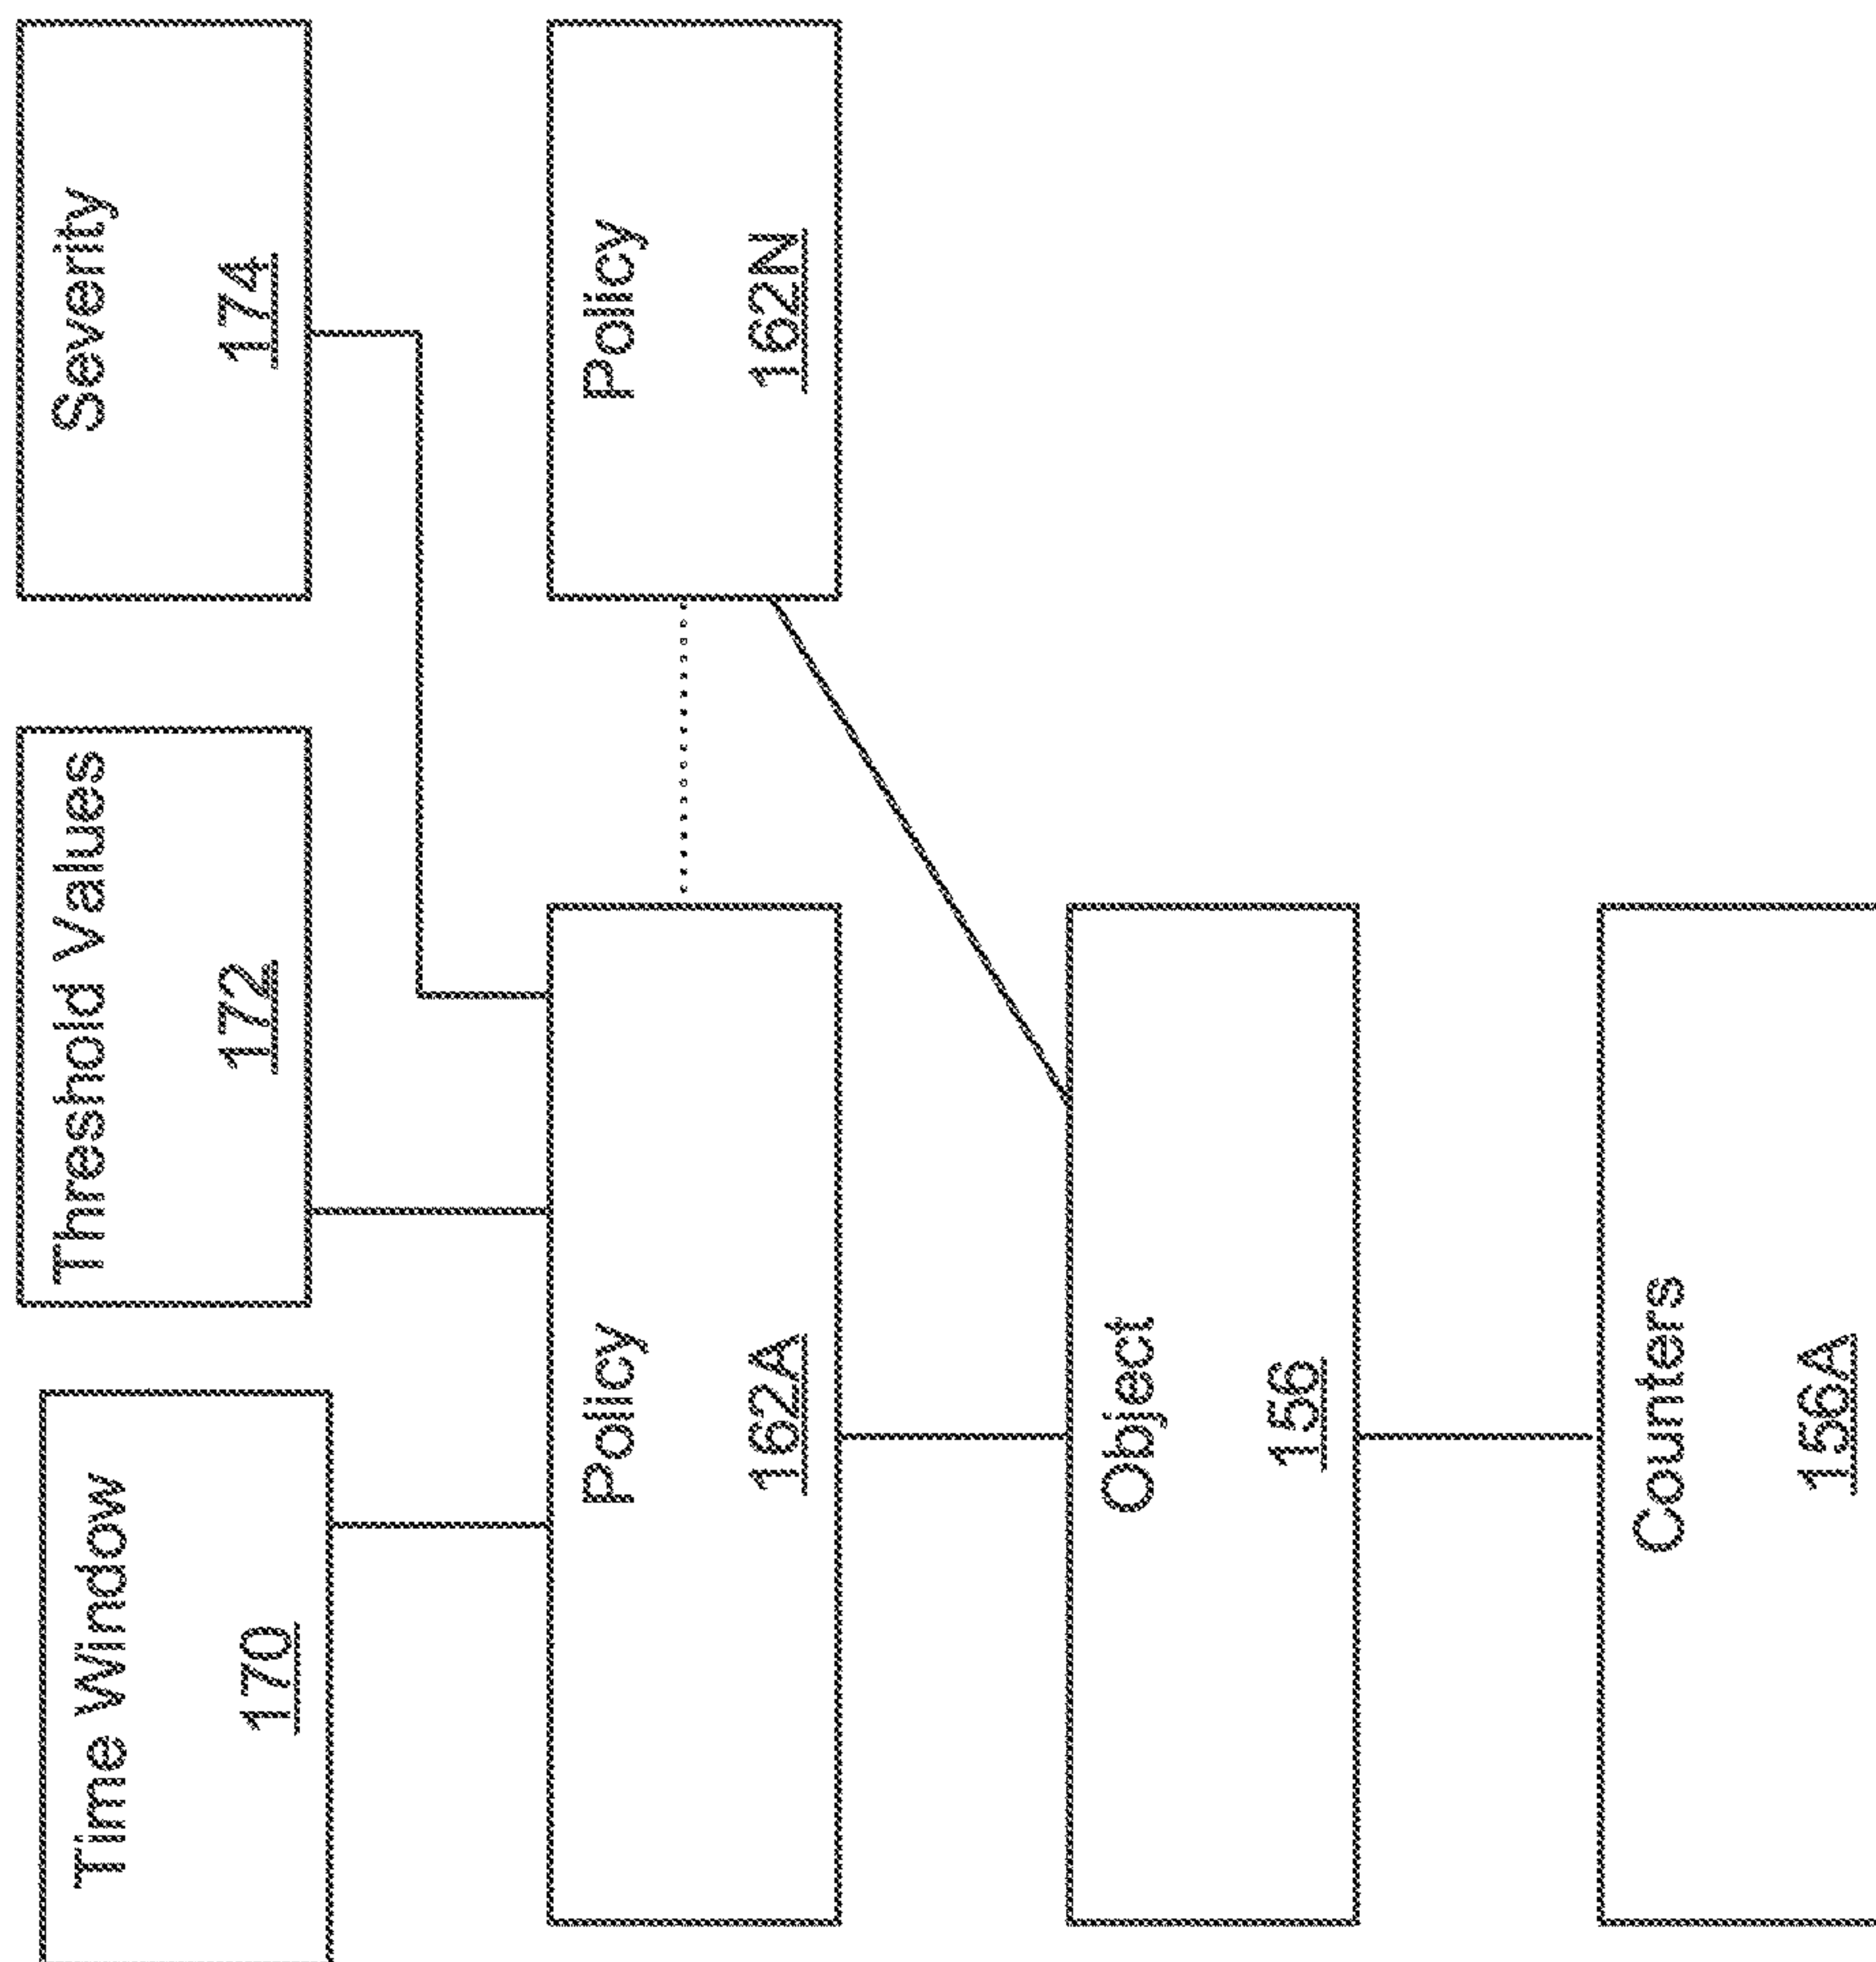 Time Window
170
Threshold Values
172
Severity
174
Policy
162A
Policy
162N
Object
156
Counters
156A